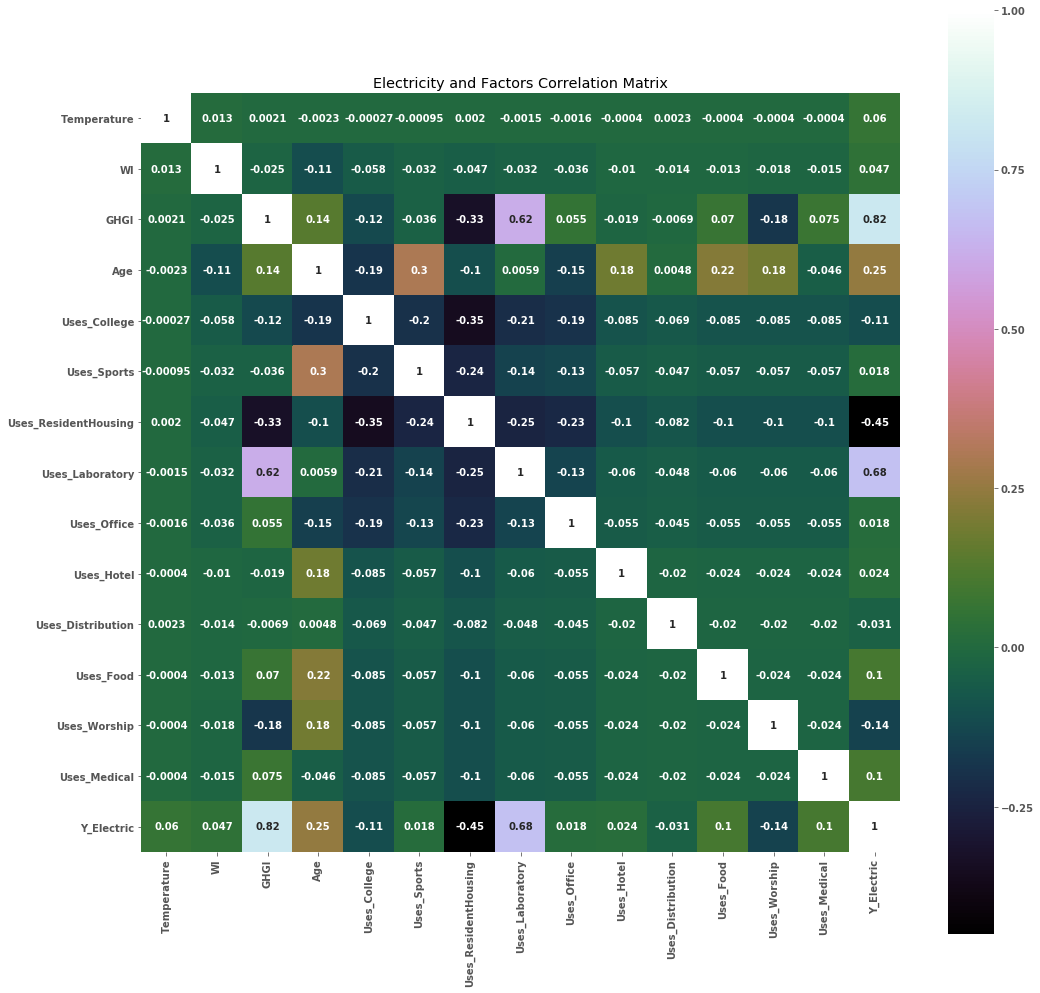 Electricity and Factors Correlation Matrix
1.00
Temperature 1 0.013 0.0021 -0.0023 -0.00027 -0.00095 0.002 -0.0015 -0.0016 -0.0004 0.0023 -0.0004 -0.0004 -0.0004 0.06
WI 0.013 1 -0.025 -0.11 -0.058 -0.032 -0.047 -0.032 -0.036 -0.01 -0.014 -0.013 -0.018 -0.015 0.047
0.75
GHGI 0.0021 -0.025 1 0.14 -0.12 -0.036 -0.33 0.62 0.055 -0.019 -0.0069 0.07 -0.18 0.075 0.82
Age -0.0023 -0.11 0.14 1 -0.19 0.3 -0.1 0.0059 -0.15 0.18 0.0048 0.22 0.18 -0.046 0.25
Uses_College -0.00027 -0.058 -0.12 -0.19 1 -0.2 -0.35 -0.21 -0.19 -0.085 -0.069 -0.085 -0.085 -0.085 -0.11
0.50
Uses_Sports -0.00095 -0.032 -0.036 0.3 -0.2 1 -0.24 -0.14 -0.13 -0.057 -0.047 -0.057 -0.057 -0.057 0.018
Uses_ResidentHousing 0.002 -0.047 -0.33 -0.1 -0.35 -0.24 1 -0.25 -0.23 -0.1 -0.082 -0.1 -0.1 -0.1 -0.45
Uses_Laboratory -0.0015 -0.032 0.62 0.0059 -0.21 -0.14 -0.25 1 -0.13 -0.06 -0.048 -0.06 -0.06 -0.06 0.68
0.25
Uses_Office -0.0016 -0.036 0.055 -0.15 -0.19 -0.13 -0.23 -0.13 1 -0.055 -0.045 -0.055 -0.055 -0.055 0.018
Uses_Hotel -0.0004 -0.01 -0.019 0.18 -0.085 -0.057 -0.1 -0.06 -0.055 1 -0.02 -0.024 -0.024 -0.024 0.024
Uses_Distribution 0.0023 -0.014 -0.0069 0.0048 -0.069 -0.047 -0.082 -0.048 -0.045 -0.02 1 -0.02 -0.02 -0.02 -0.031
0.00
Uses_Food -0.0004 -0.013 0.07 0.22 -0.085 -0.057 -0.1 -0.06 -0.055 -0.024 -0.02 1 -0.024 -0.024 0.1
Uses_Worship -0.0004 -0.018 -0.18 0.18 -0.085 -0.057 -0.1 -0.06 -0.055 -0.024 -0.02 -0.024 1 -0.024 -0.14
Uses_Medical -0.0004 -0.015 0.075 -0.046 -0.085 -0.057 -0.1 -0.06 -0.055 -0.024 -0.02 -0.024 -0.024 1 0.1
−0.25
Y_Electric 0.06 0.047 0.82 0.25 -0.11 0.018 -0.45 0.68 0.018 0.024 -0.031 0.1 -0.14 0.1 1
Temperature
WI
GHGI
Age
Uses_College
Uses_Sports
Uses_ResidentHousing
Uses_Laboratory
Uses_Office
Uses_Hotel
Uses_Distribution
Uses_Food
Uses_Worship
Uses_Medical
Y_Electric